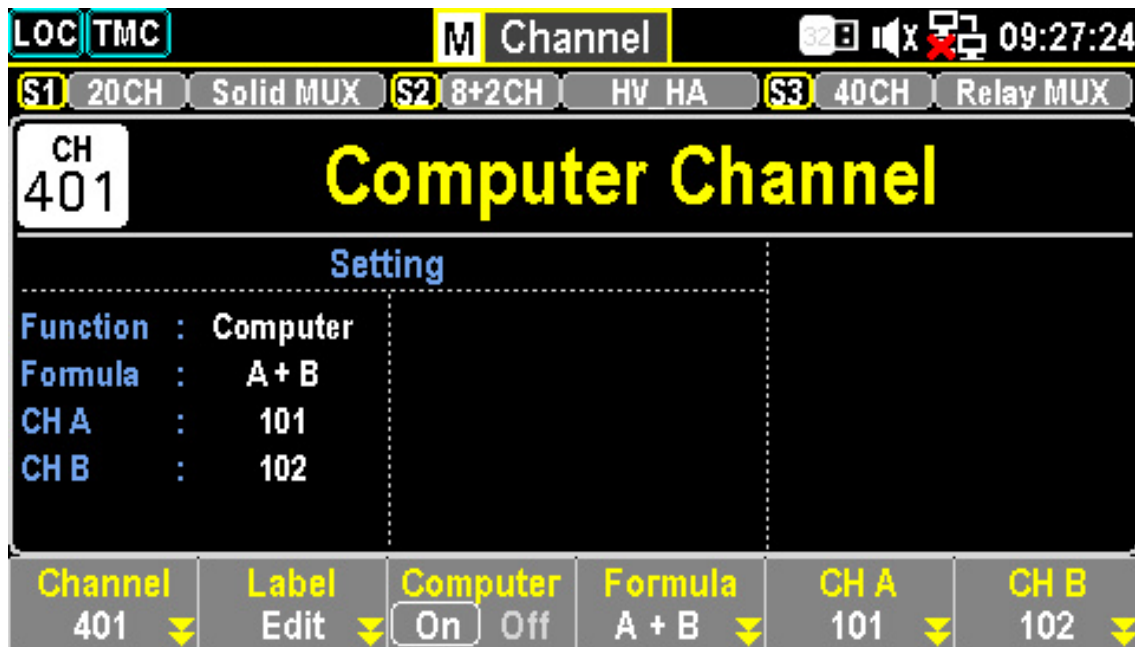 LOC TMC M Channel 32 X 09:27:24
S1 20CH Solid MUX S2 8+2CH HV HA S3 40CH Relay MUX
CH
401
Computer Channel
Setting
Function : Computer
Formula : A + B
CH A : 101
CH B : 102
Channel Label Computer Formula CH A CH B
401 Edit On Off A + B 101 102